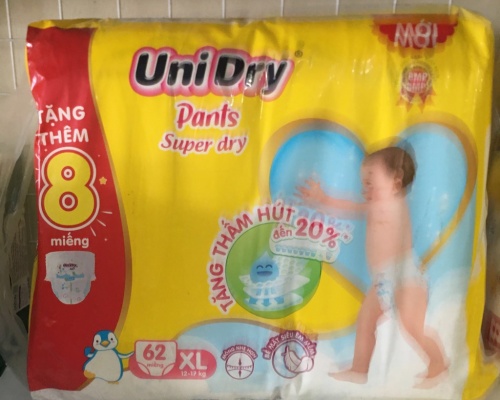 MỚI
UniDry
Pants
Super dry
TẶNG
THÊM
8
miếng
TĂNG THẤM HÚT
đến 20%*
62
miếng
XL
12-17 kg